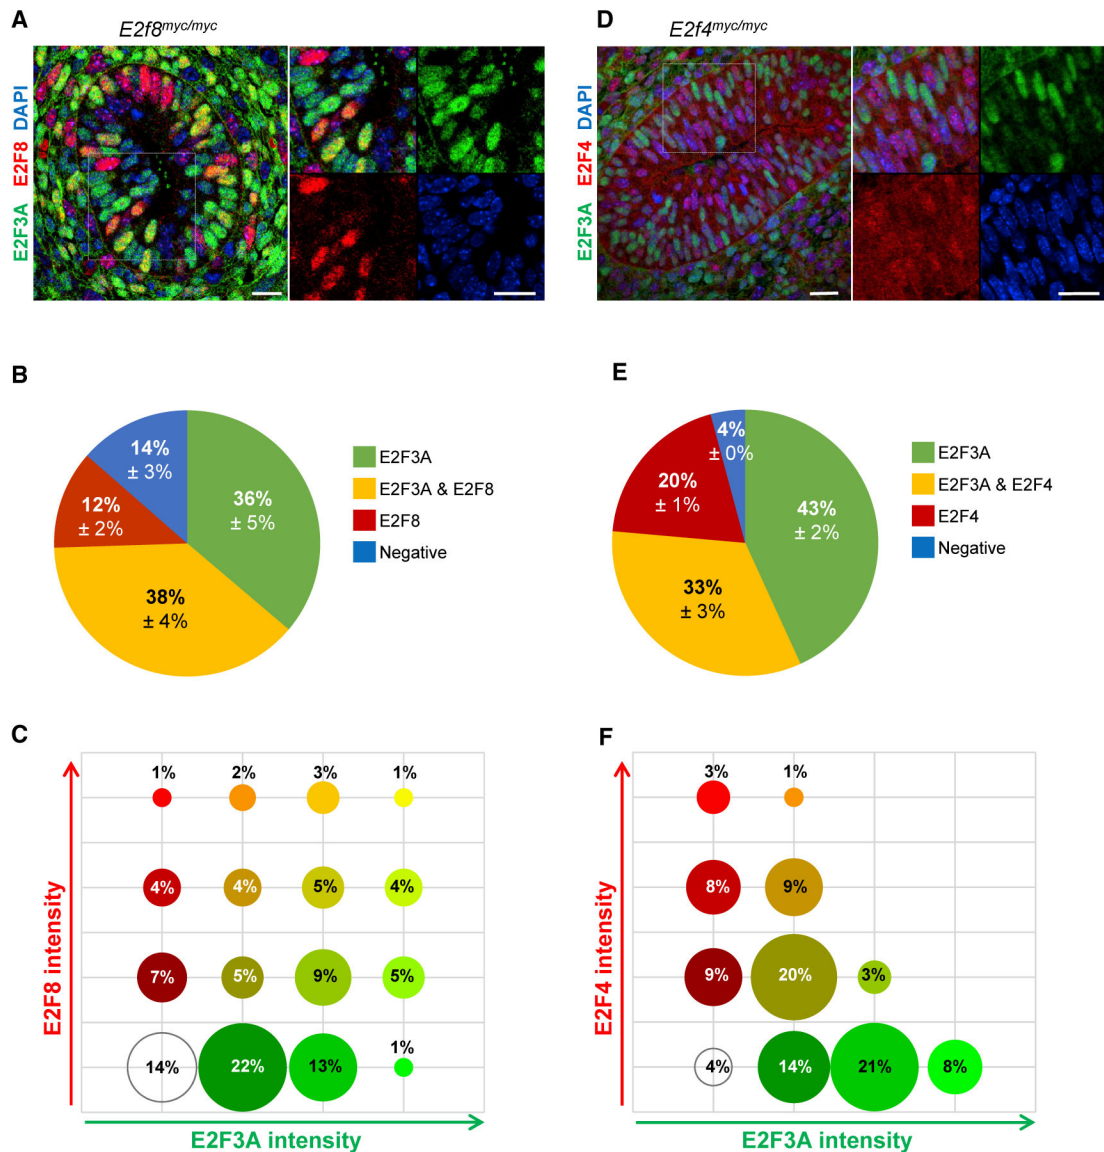 A
E2f8myc/myc
E2F3A E2F8 DAPI
D
E2f4myc/myc
E2F3A E2F4 DAPI
B
14%
± 3%
36%
± 5%
12%
± 2%
38%
± 4%
E2F3A
E2F3A & E2F8
E2F8
Negative
E
4%
± 0%
20%
± 1%
43%
± 2%
33%
± 3%
E2F3A
E2F3A & E2F4
E2F4
Negative
C
E2F8 intensity
1% 2% 3% 1%
4% 4% 5% 4%
7% 5% 9% 5%
14% 22% 13% 1%
E2F3A intensity
F
E2F4 intensity
3% 1%
8% 9%
9% 20% 3%
4% 14% 21% 8%
E2F3A intensity